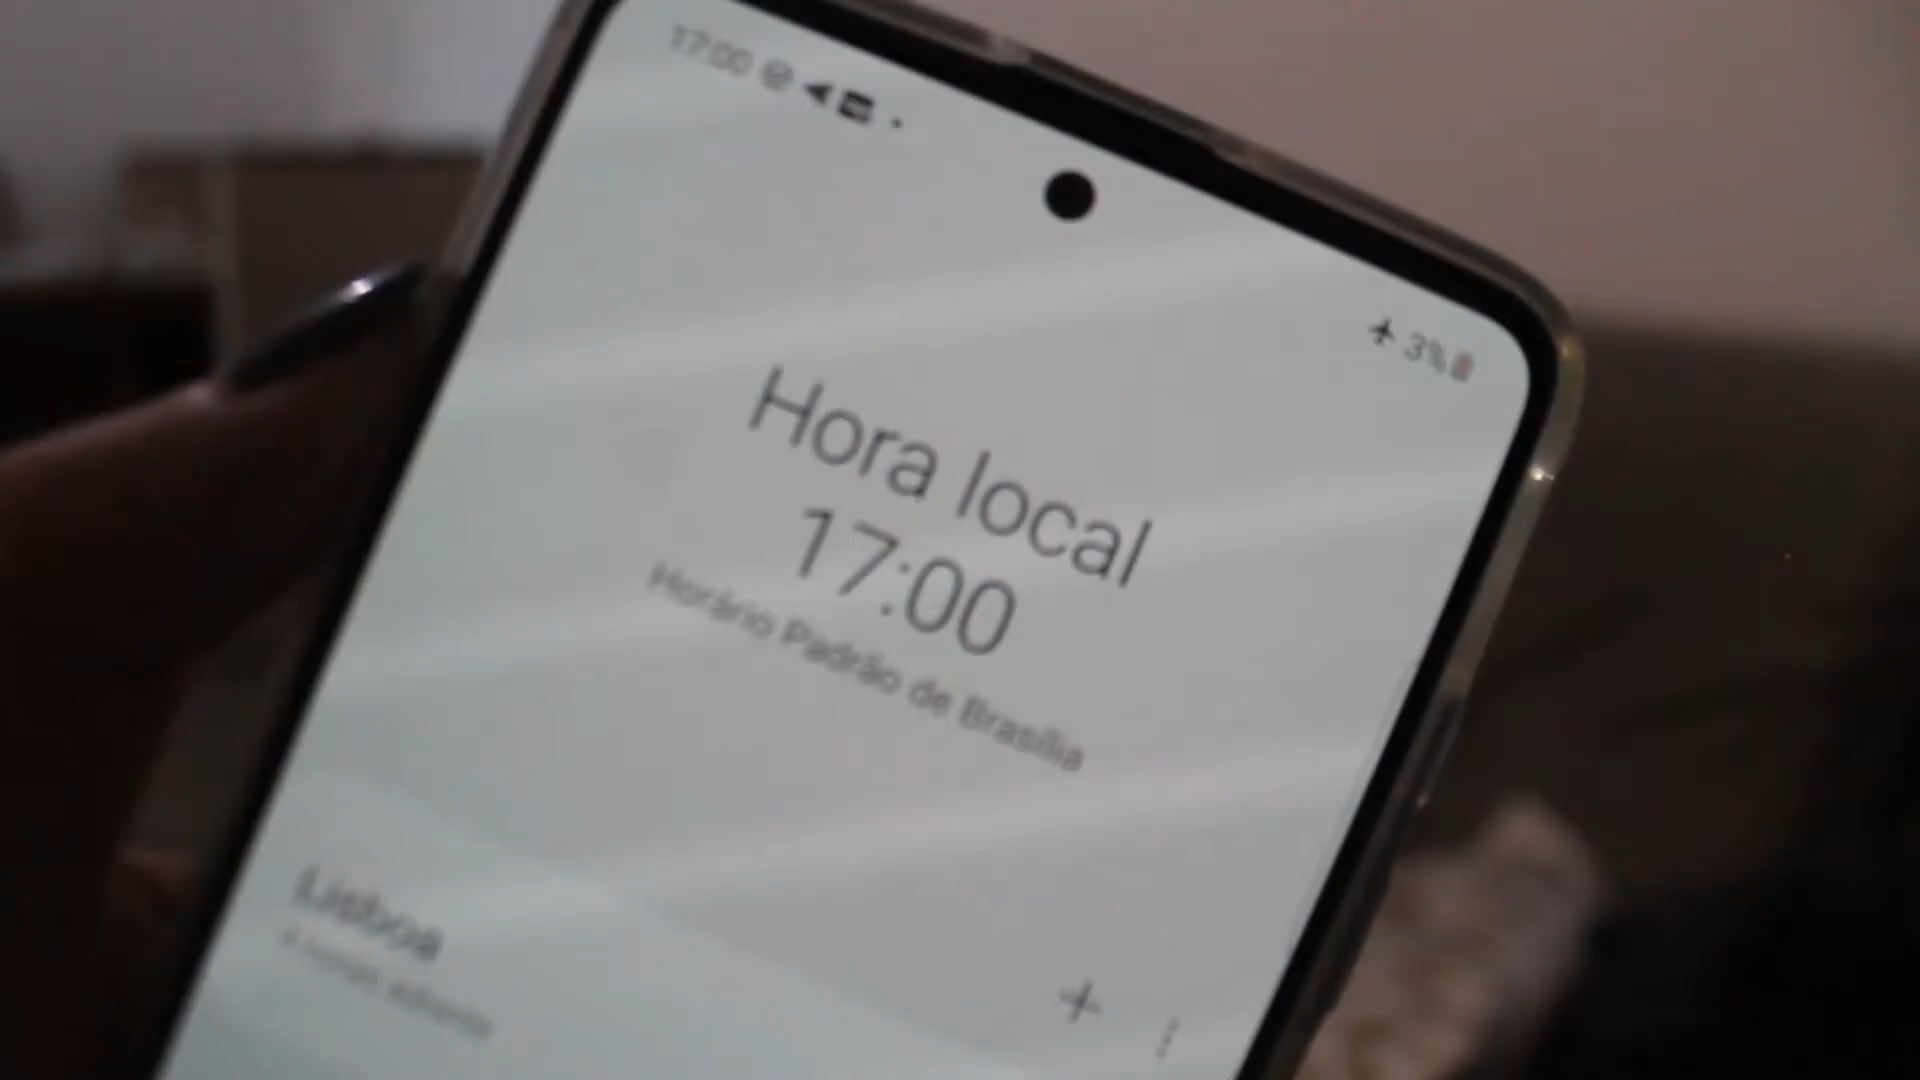 17:00
3%
Hora local
17:00
Horário Padrão de Brasília
Lisboa